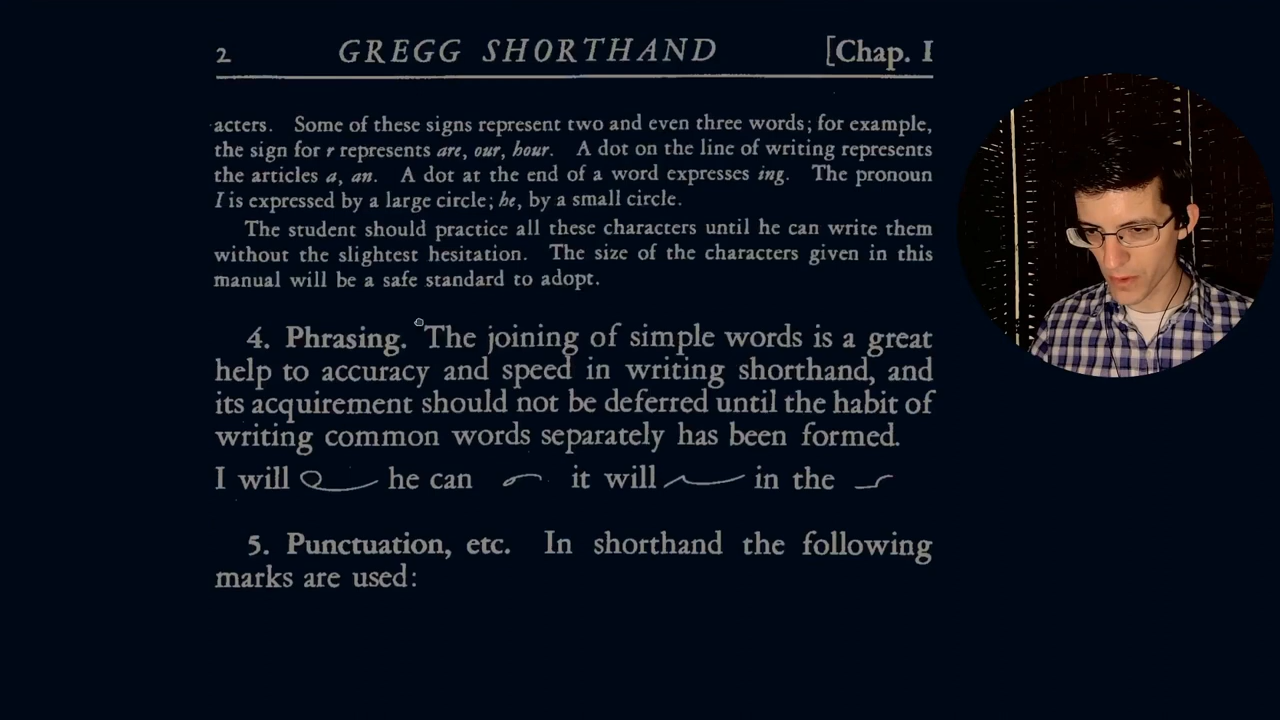 2 GREGG SHORTHAND [Chap. I
acters. Some of these signs represent two and even three words; for example,
the sign for r represents are, our, hour. A dot on the line of writing represents
the articles a, an. A dot at the end of a word expresses ing. The pronoun
I is expressed by a large circle; he, by a small circle.
The student should practice all these characters until he can write them
without the slightest hesitation. The size of the characters given in this
manual will be a safe standard to adopt.
4. Phrasing. The joining of simple words is a great
help to accuracy and speed in writing shorthand, and
its acquirement should not be deferred until the habit of
writing common words separately has been formed.
I will he can it will in the
5. Punctuation, etc. In shorthand the following
marks are used: